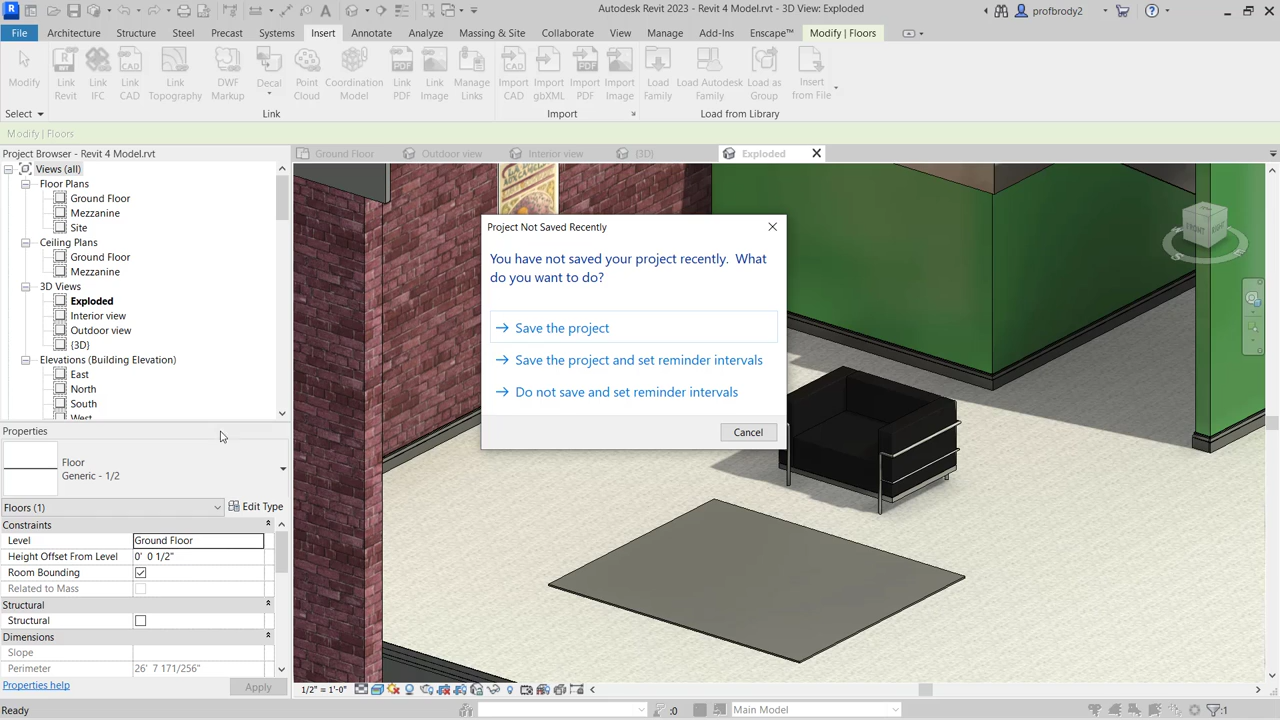 Autodesk Revit 2023 - Revit 4 Model.rvt - 3D View: Exploded
profbrody2
File Architecture Structure Steel Precast Systems Insert Annotate Analyze Massing & Site Collaborate View Manage Add-Ins Enscape™ Modify | Floors
Modify
Link Revit
Link IFC
Link CAD
Link Topography
DWF Markup
Decal
Point Cloud
Coordination Model
Link PDF
Link Image
Manage Links
Import CAD
Import gbXML
Import PDF
Import Image
Load Family
Load Autodesk Family
Load as Group
Insert from File
Select Link Import Load from Library
Modify | Floors
Project Browser - Revit 4 Model.rvt
Ground Floor Outdoor view Interior view {3D} Exploded
Views (all)
Floor Plans
Ground Floor
Mezzanine
Site
Ceiling Plans
Ground Floor
Mezzanine
3D Views
Exploded
Interior view
Outdoor view
{3D}
Elevations (Building Elevation)
East
North
South
West
Project Not Saved Recently
You have not saved your project recently. What
do you want to do?
Save the project
Save the project and set reminder intervals
Do not save and set reminder intervals
Cancel
FRONT RIGHT
Properties
Floor
Generic - 1/2
Floors (1) Edit Type
Constraints
Level Ground Floor
Height Offset From Level 0' 0 1/2"
Room Bounding
Related to Mass
Structural
Structural
Dimensions
Slope
Perimeter 26' 7 171/256"
Properties help Apply
1/2" = 1'-0"
Ready :0 Main Model :1